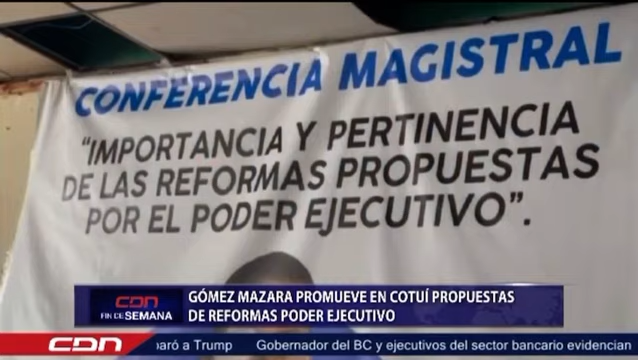 CONFERENCIA MAGISTRAL
“IMPORTANCIA Y PERTINENCIA
DE LAS REFORMAS PROPUESTAS
POR EL PODER EJECUTIVO”.
CDN
FIN DE SEMANA
GÓMEZ MAZARA PROMUEVE EN COTUÍ PROPUESTAS
DE REFORMAS PODER EJECUTIVO
CDN
paró a Trump Gobernador del BC y ejecutivos del sector bancario evidencian